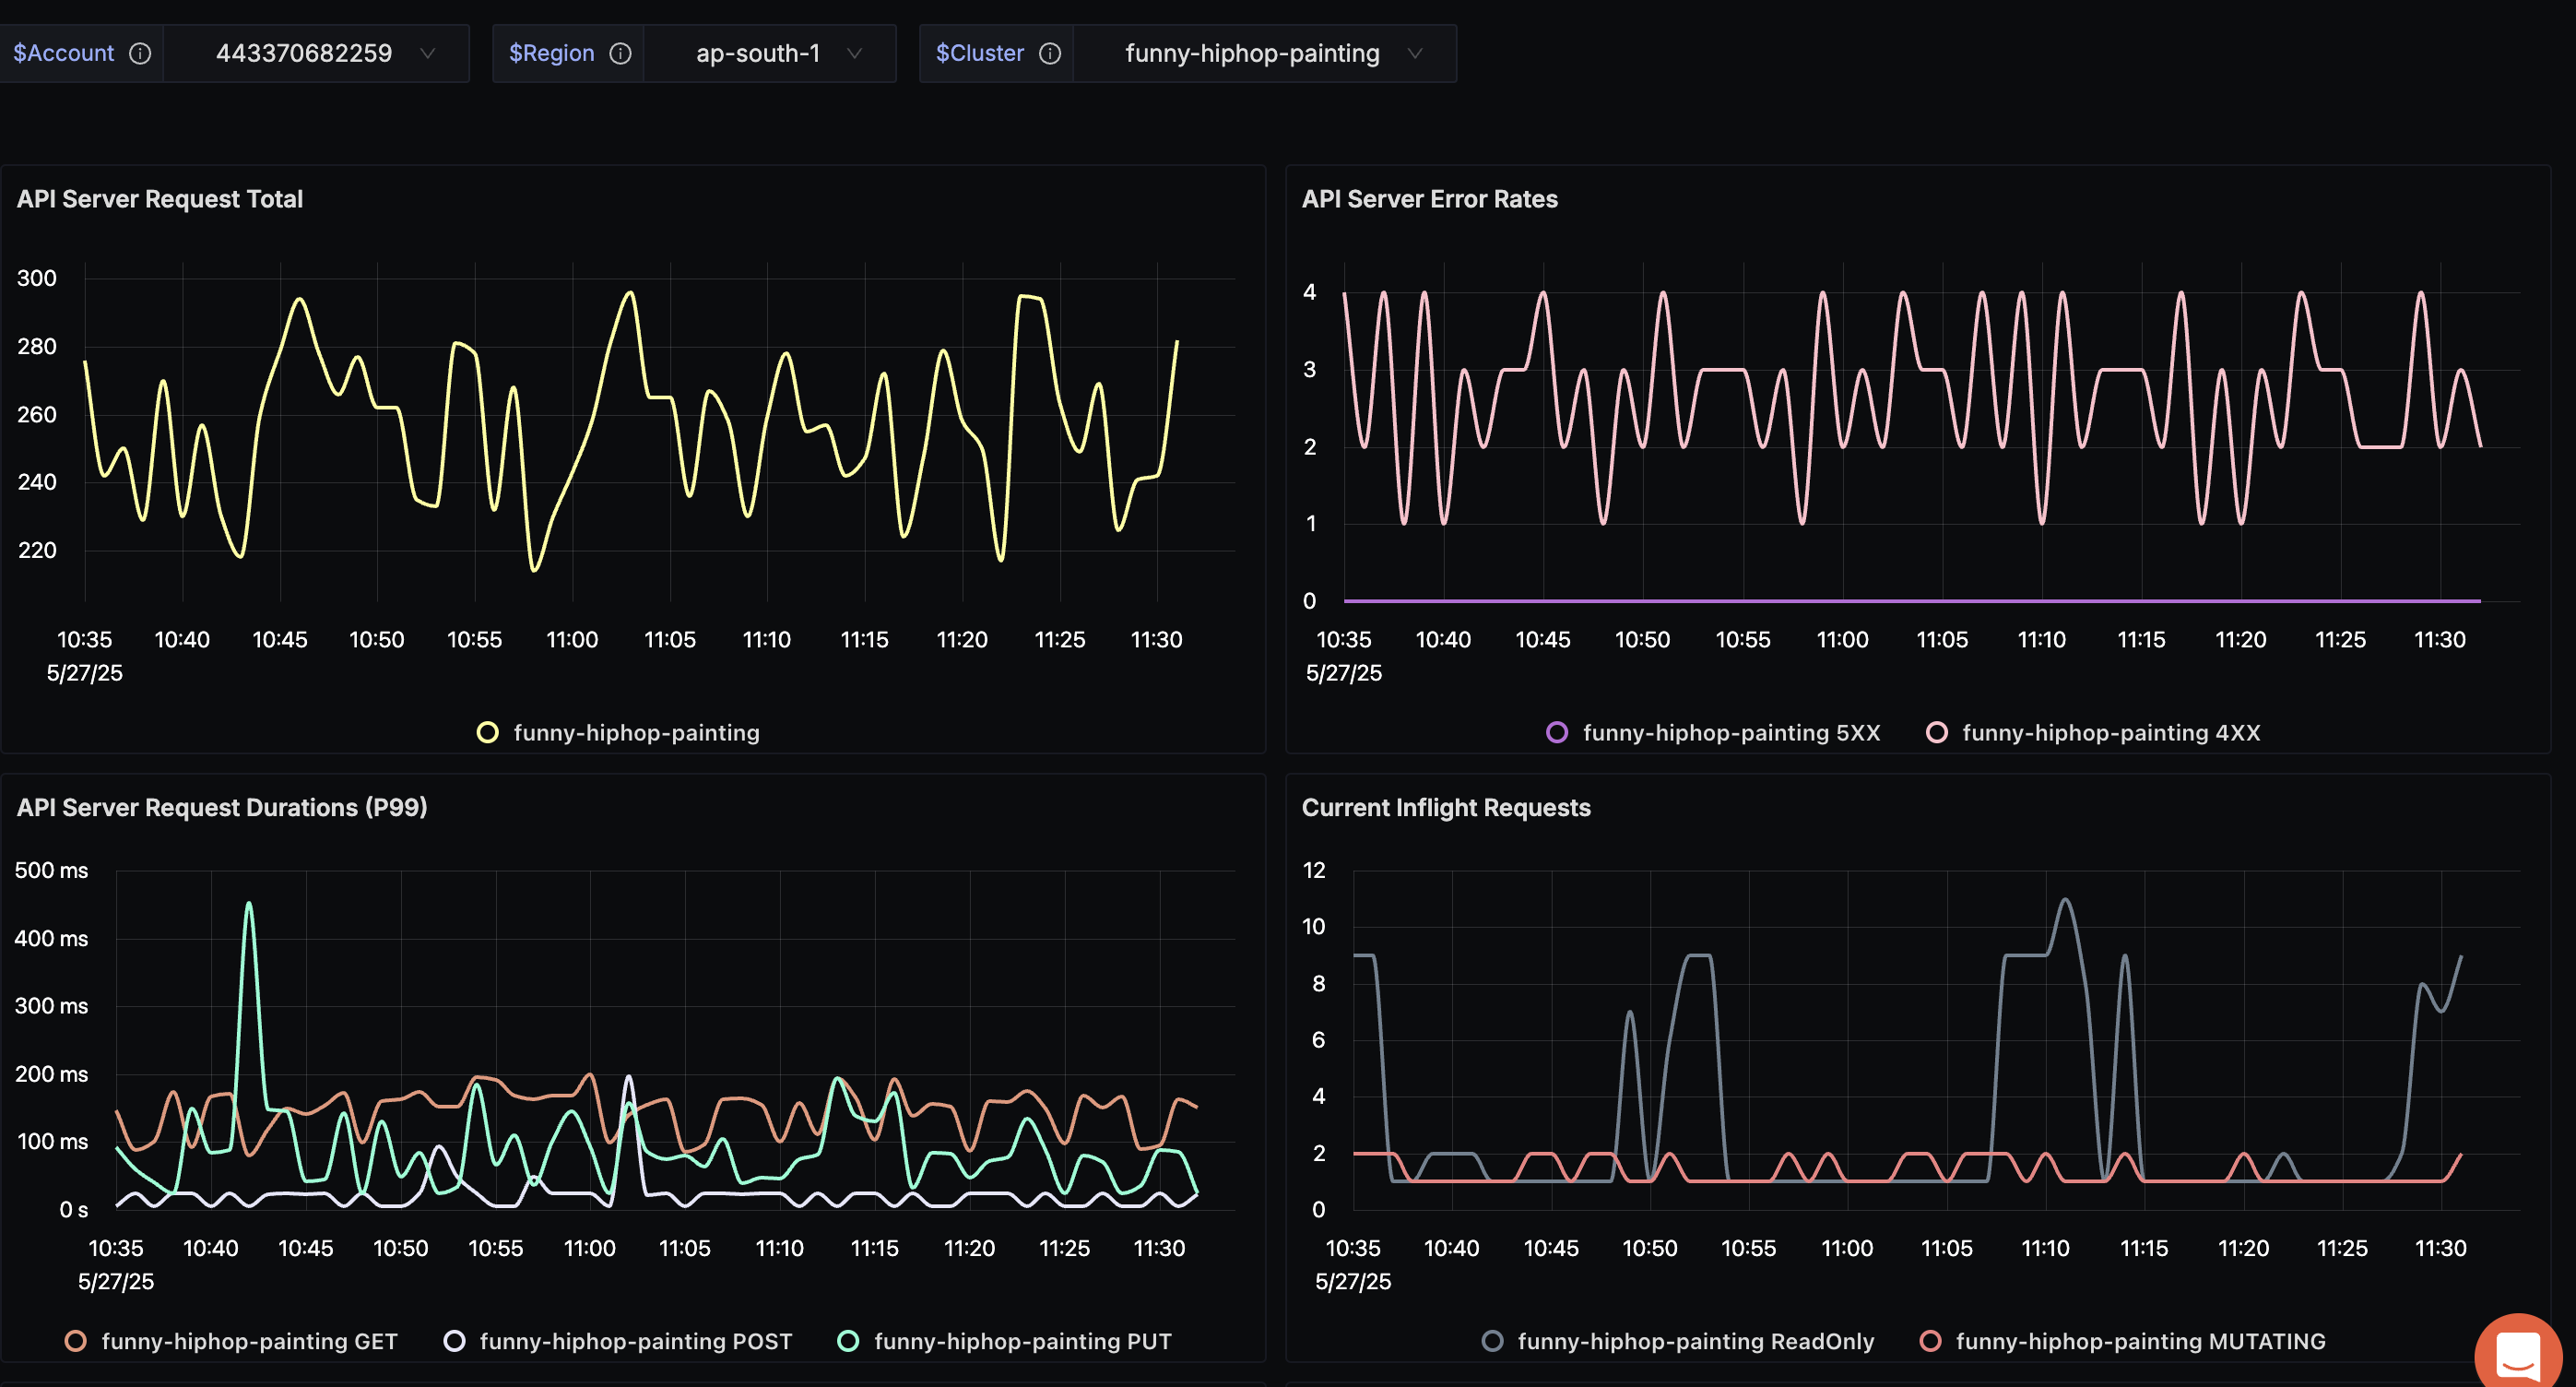 $Account 443370682259 $Region ap-south-1 $Cluster funny-hiphop-painting
API Server Request Total
300
280
260
240
220
10:35 10:40 10:45 10:50 10:55 11:00 11:05 11:10 11:15 11:20 11:25 11:30
5/27/25
funny-hiphop-painting
API Server Error Rates
4
3
2
1
0
10:35 10:40 10:45 10:50 10:55 11:00 11:05 11:10 11:15 11:20 11:25 11:30
5/27/25
funny-hiphop-painting 5XX funny-hiphop-painting 4XX
API Server Request Durations (P99)
500 ms
400 ms
300 ms
200 ms
100 ms
0 s
10:35 10:40 10:45 10:50 10:55 11:00 11:05 11:10 11:15 11:20 11:25 11:30
5/27/25
funny-hiphop-painting GET funny-hiphop-painting POST funny-hiphop-painting PUT
Current Inflight Requests
12
10
8
6
4
2
0
10:35 10:40 10:45 10:50 10:55 11:00 11:05 11:10 11:15 11:20 11:25 11:30
5/27/25
funny-hiphop-painting ReadOnly funny-hiphop-painting MUTATING